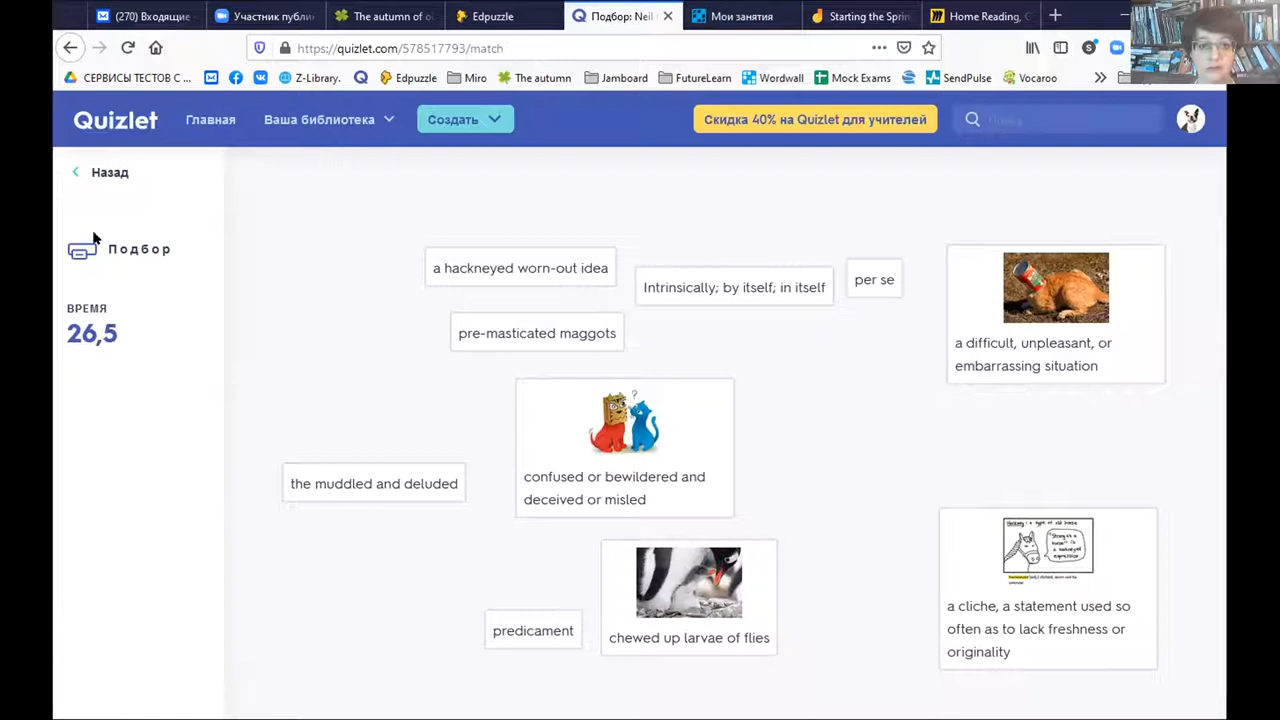 (270) Входящие
Участник публи
The autumn of o
Edpuzzle
Подбор: Neil
Мои занятия
Starting the Sprin
Home Reading,
https://quizlet.com/578517793/match
СЕРВИСЫ ТЕСТОВ С ...
Z-Library.
Edpuzzle
Miro
The autumn
Jamboard
FutureLearn
Wordwall
Mock Exams
SendPulse
Vocaroo
Quizlet
Главная
Ваша библиотека
Создать
Скидка 40% на Quizlet для учителей
Поиск
Назад
Подбор
ВРЕМЯ
26,5
a hackneyed worn-out idea
Intrinsically; by itself; in itself
per se
pre-masticated maggots
a difficult, unpleasant, or
embarrassing situation
confused or bewildered and
deceived or misled
the muddled and deluded
predicament
chewed up larvae of flies
a cliche, a statement used so
often as to lack freshness or
originality